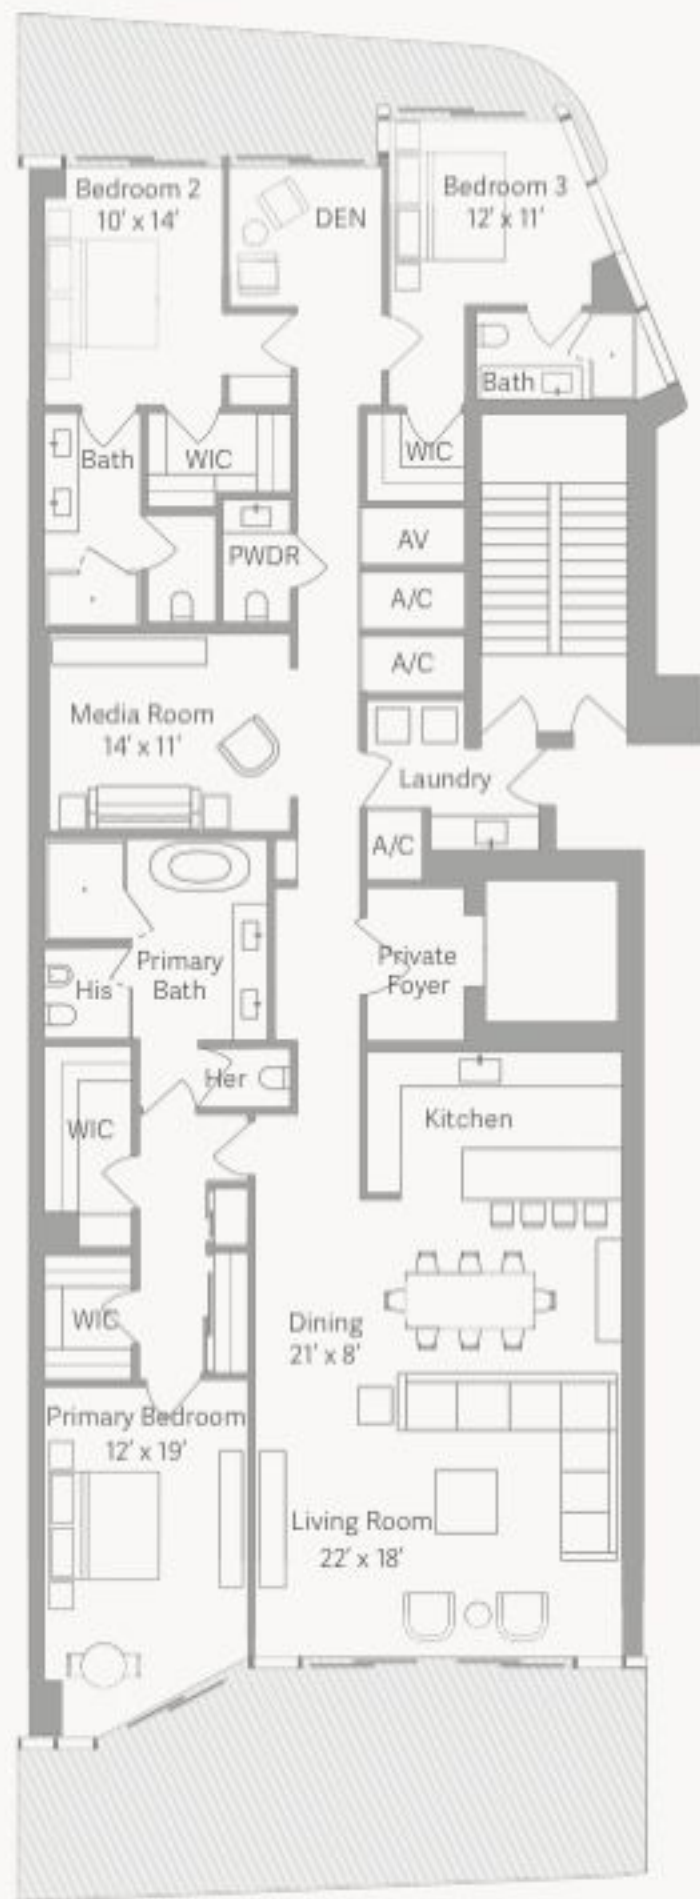 Bedroom 2
10' x 14'
DEN
Bedroom 3
12' x 11'
Bath
Bath
WIC
WIC
AV
PWDR
A/C
A/C
Media Room
14' x 11'
Laundry
A/C
His
Primary
Bath
Private
Foyer
Her
Kitchen
WIC
WIC
Dining
21' x 8'
Primary Bedroom
12' x 19'
Living Room
22' x 18'